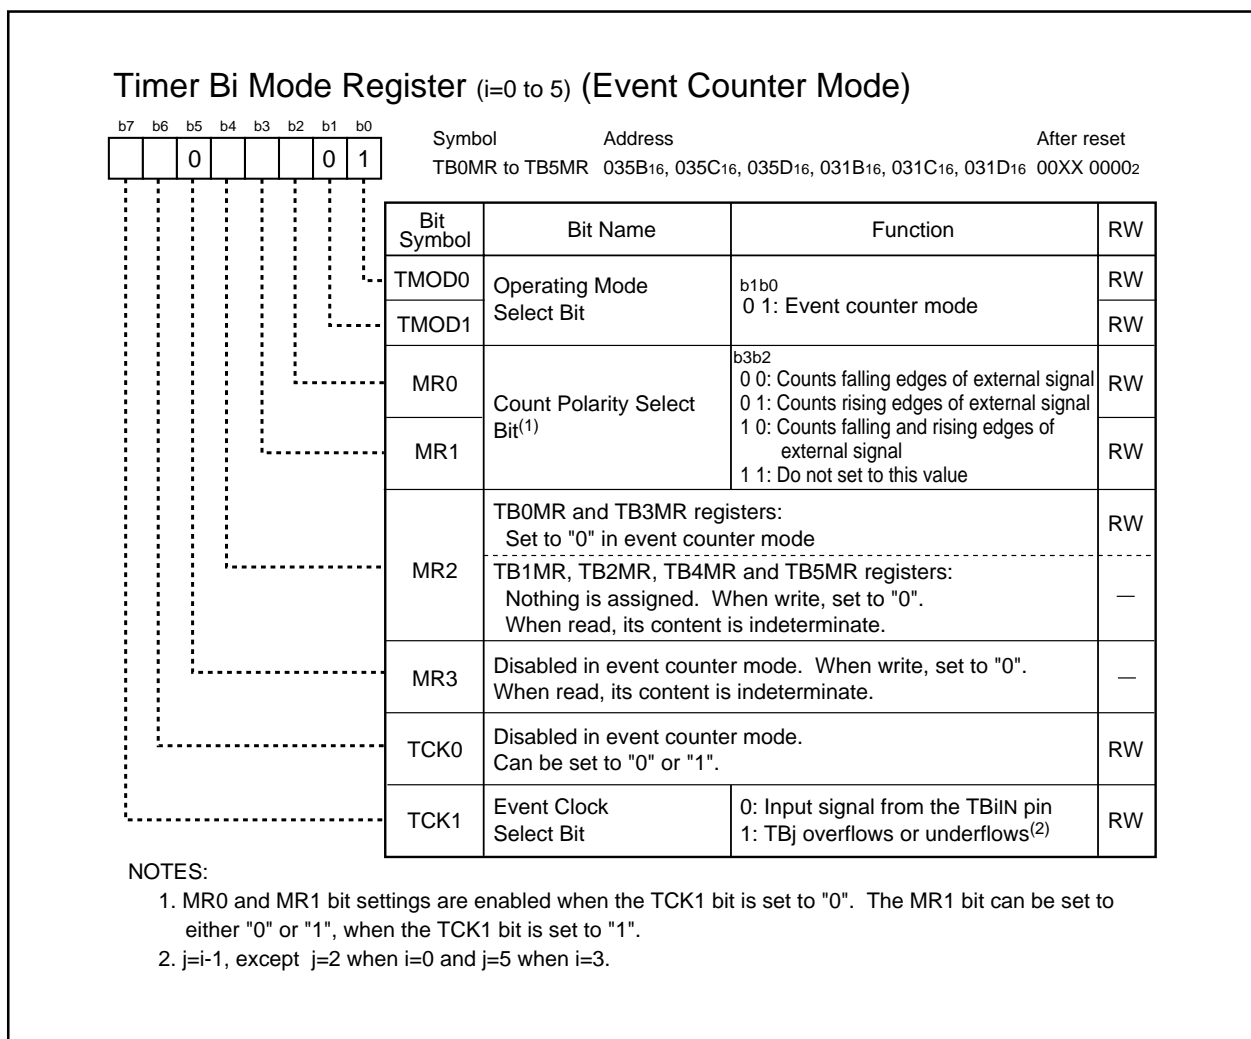 Timer Bi Mode Register (i=0 to 5) (Event Counter Mode)
b7 b6 b5 b4 b3 b2 b1 b0
0 0 1
Symbol Address After reset
TB0MR to TB5MR 035B16, 035C16, 035D16, 031B16, 031C16, 031D16 00XX 00002
Bit Symbol Bit Name Function RW
TMOD0 RW
Operating Mode
Select Bit
b1b0
0 1: Event counter mode
TMOD1 RW
MR0 RW
Count Polarity Select
Bit(1)
b3b2
0 0: Counts falling edges of external signal
0 1: Counts rising edges of external signal
1 0: Counts falling and rising edges of
external signal
1 1: Do not set to this value
MR1 RW
MR2
TB0MR and TB3MR registers:
Set to "0" in event counter mode
RW
TB1MR, TB2MR, TB4MR and TB5MR registers:
Nothing is assigned. When write, set to "0".
When read, its content is indeterminate.
—
MR3
Disabled in event counter mode. When write, set to "0".
When read, its content is indeterminate.
—
TCK0
Disabled in event counter mode.
Can be set to "0" or "1".
RW
TCK1
Event Clock
Select Bit
0: Input signal from the TBiIN pin
1: TBj overflows or underflows(2)
RW
NOTES:
1. MR0 and MR1 bit settings are enabled when the TCK1 bit is set to "0". The MR1 bit can be set to
either "0" or "1", when the TCK1 bit is set to "1".
2. j=i-1, except j=2 when i=0 and j=5 when i=3.